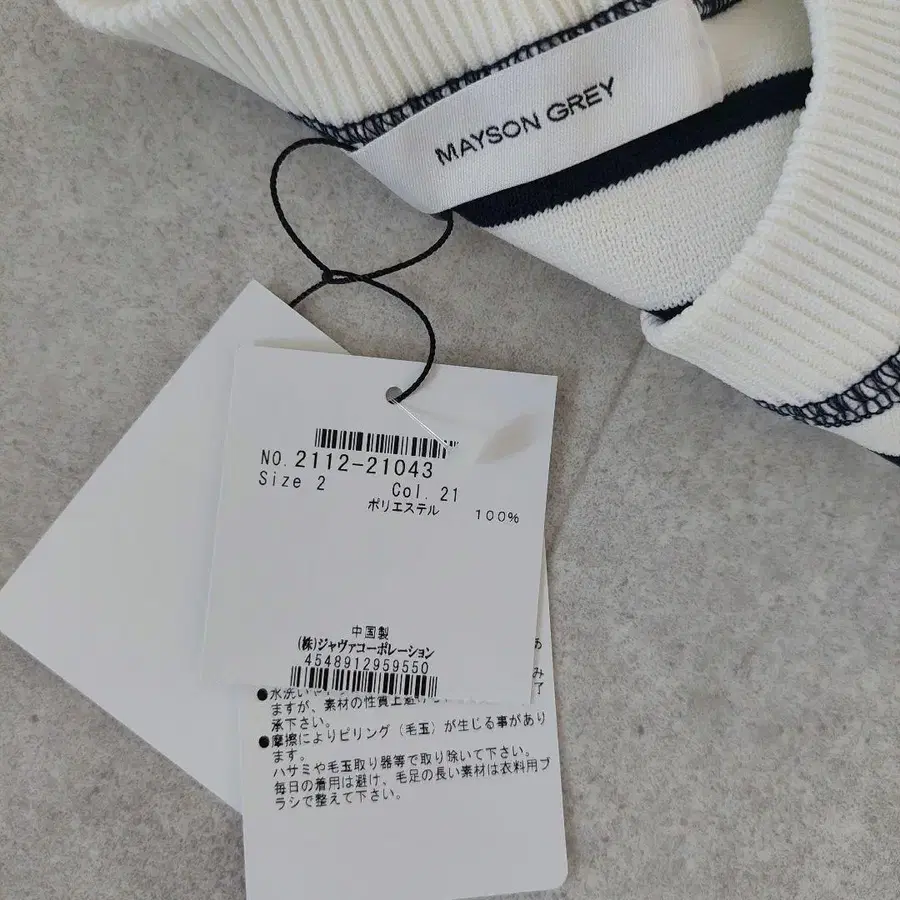 MAYSON GREY
NO. 2112-21043
Size 2 Col. 21
ポリエステル 100%
中国製
(株)ジャヴァコーポレーション
4548912959550
●水洗い
ますが、素材の性質上避け
承下さい。
●摩擦によりピリング(毛玉)が生じる事があり
ます。
ハサミや毛玉取り器等で取り除いて下さい。
毎日の着用は避け、毛足の長い素材は衣料用ブ
ラシで整えて下さい。